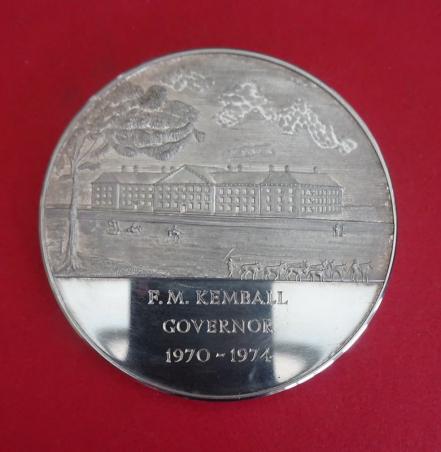 F. M. KEMBALL
GOVERNOR
1970 - 1974